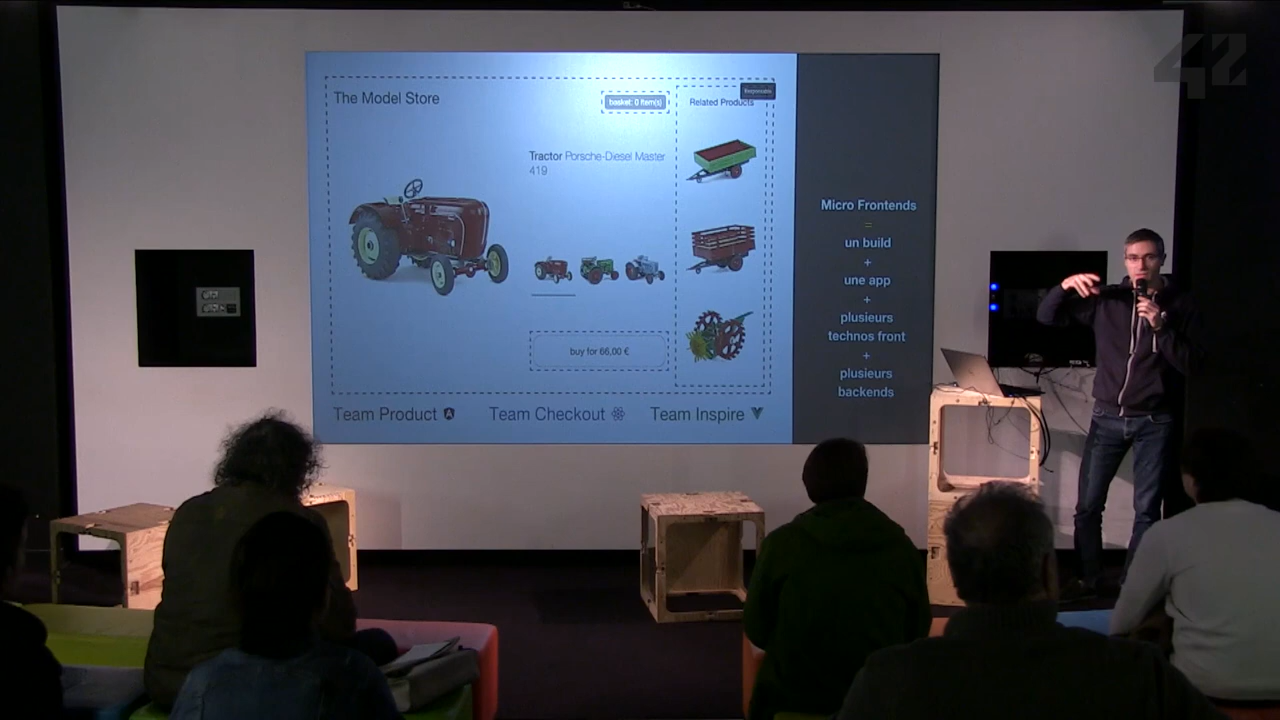 42
The Model Store
basket: 0 item(s)
Related Products
Tractor Porsche-Diesel Master
419
buy for 66,00 €
Team Product
Team Checkout
Team Inspire
Micro Frontends
=
un build
+
une app
+
plusieurs
technos front
+
plusieurs
backends